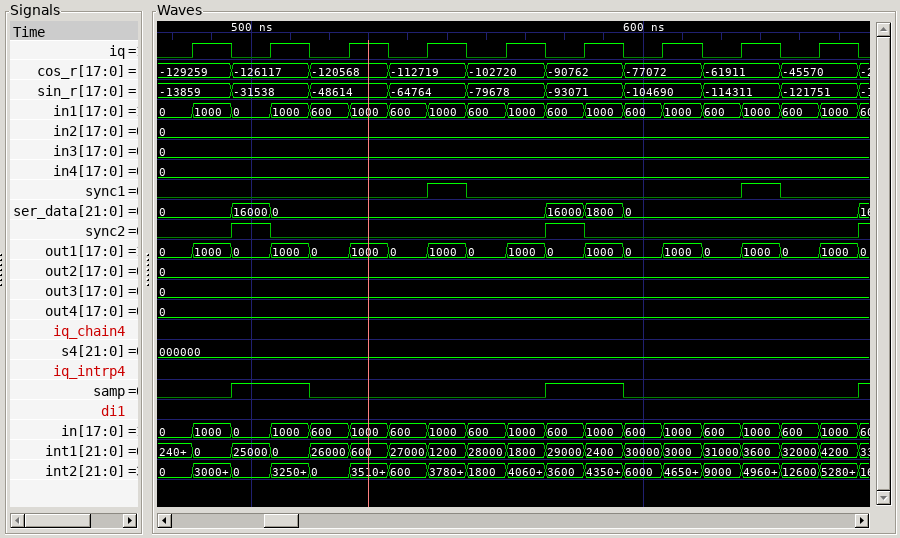 Signals
Waves
Time
500 ns 600 ns
iq =
cos_r[17:0] = -129259 -126117 -120568 -112719 -102720 -90762 -77072 -61911 -45570
sin_r[17:0] = -13859 -31538 -48614 -64764 -79678 -93071 -104690 -114311 -121751
in1[17:0] = 0 1000 0 1000 600 1000 600 1000 600 1000 600 1000 600 1000 600 1000 600 1000
in2[17:0] = 0
in3[17:0] = 0
in4[17:0] = 0
sync1 =
ser_data[21:0] = 0 16000 0 16000 1800 0
sync2 =
out1[17:0] = 0 1000 0 1000 0 1000 0 1000 0 1000 0 1000 0 1000 0 1000 0 1000 0
out2[17:0] = 0
out3[17:0] = 0
out4[17:0] = 0
iq_chain4
s4[21:0] = 000000
iq_intrp4
samp =
di1
in[17:0] = 0 1000 0 1000 600 1000 600 1000 600 1000 600 1000 600 1000 600 1000 600 1000
int1[21:0] = 240+ 0 25000 0 26000 600 27000 1200 28000 1800 29000 2400 30000 3000 31000 3600 32000 4200
int2[21:0] = 0 3000+ 0 3250+ 0 3510+ 600 3780+ 1800 4060+ 3600 4350+ 6000 4650+ 9000 4960+ 12600 5280+